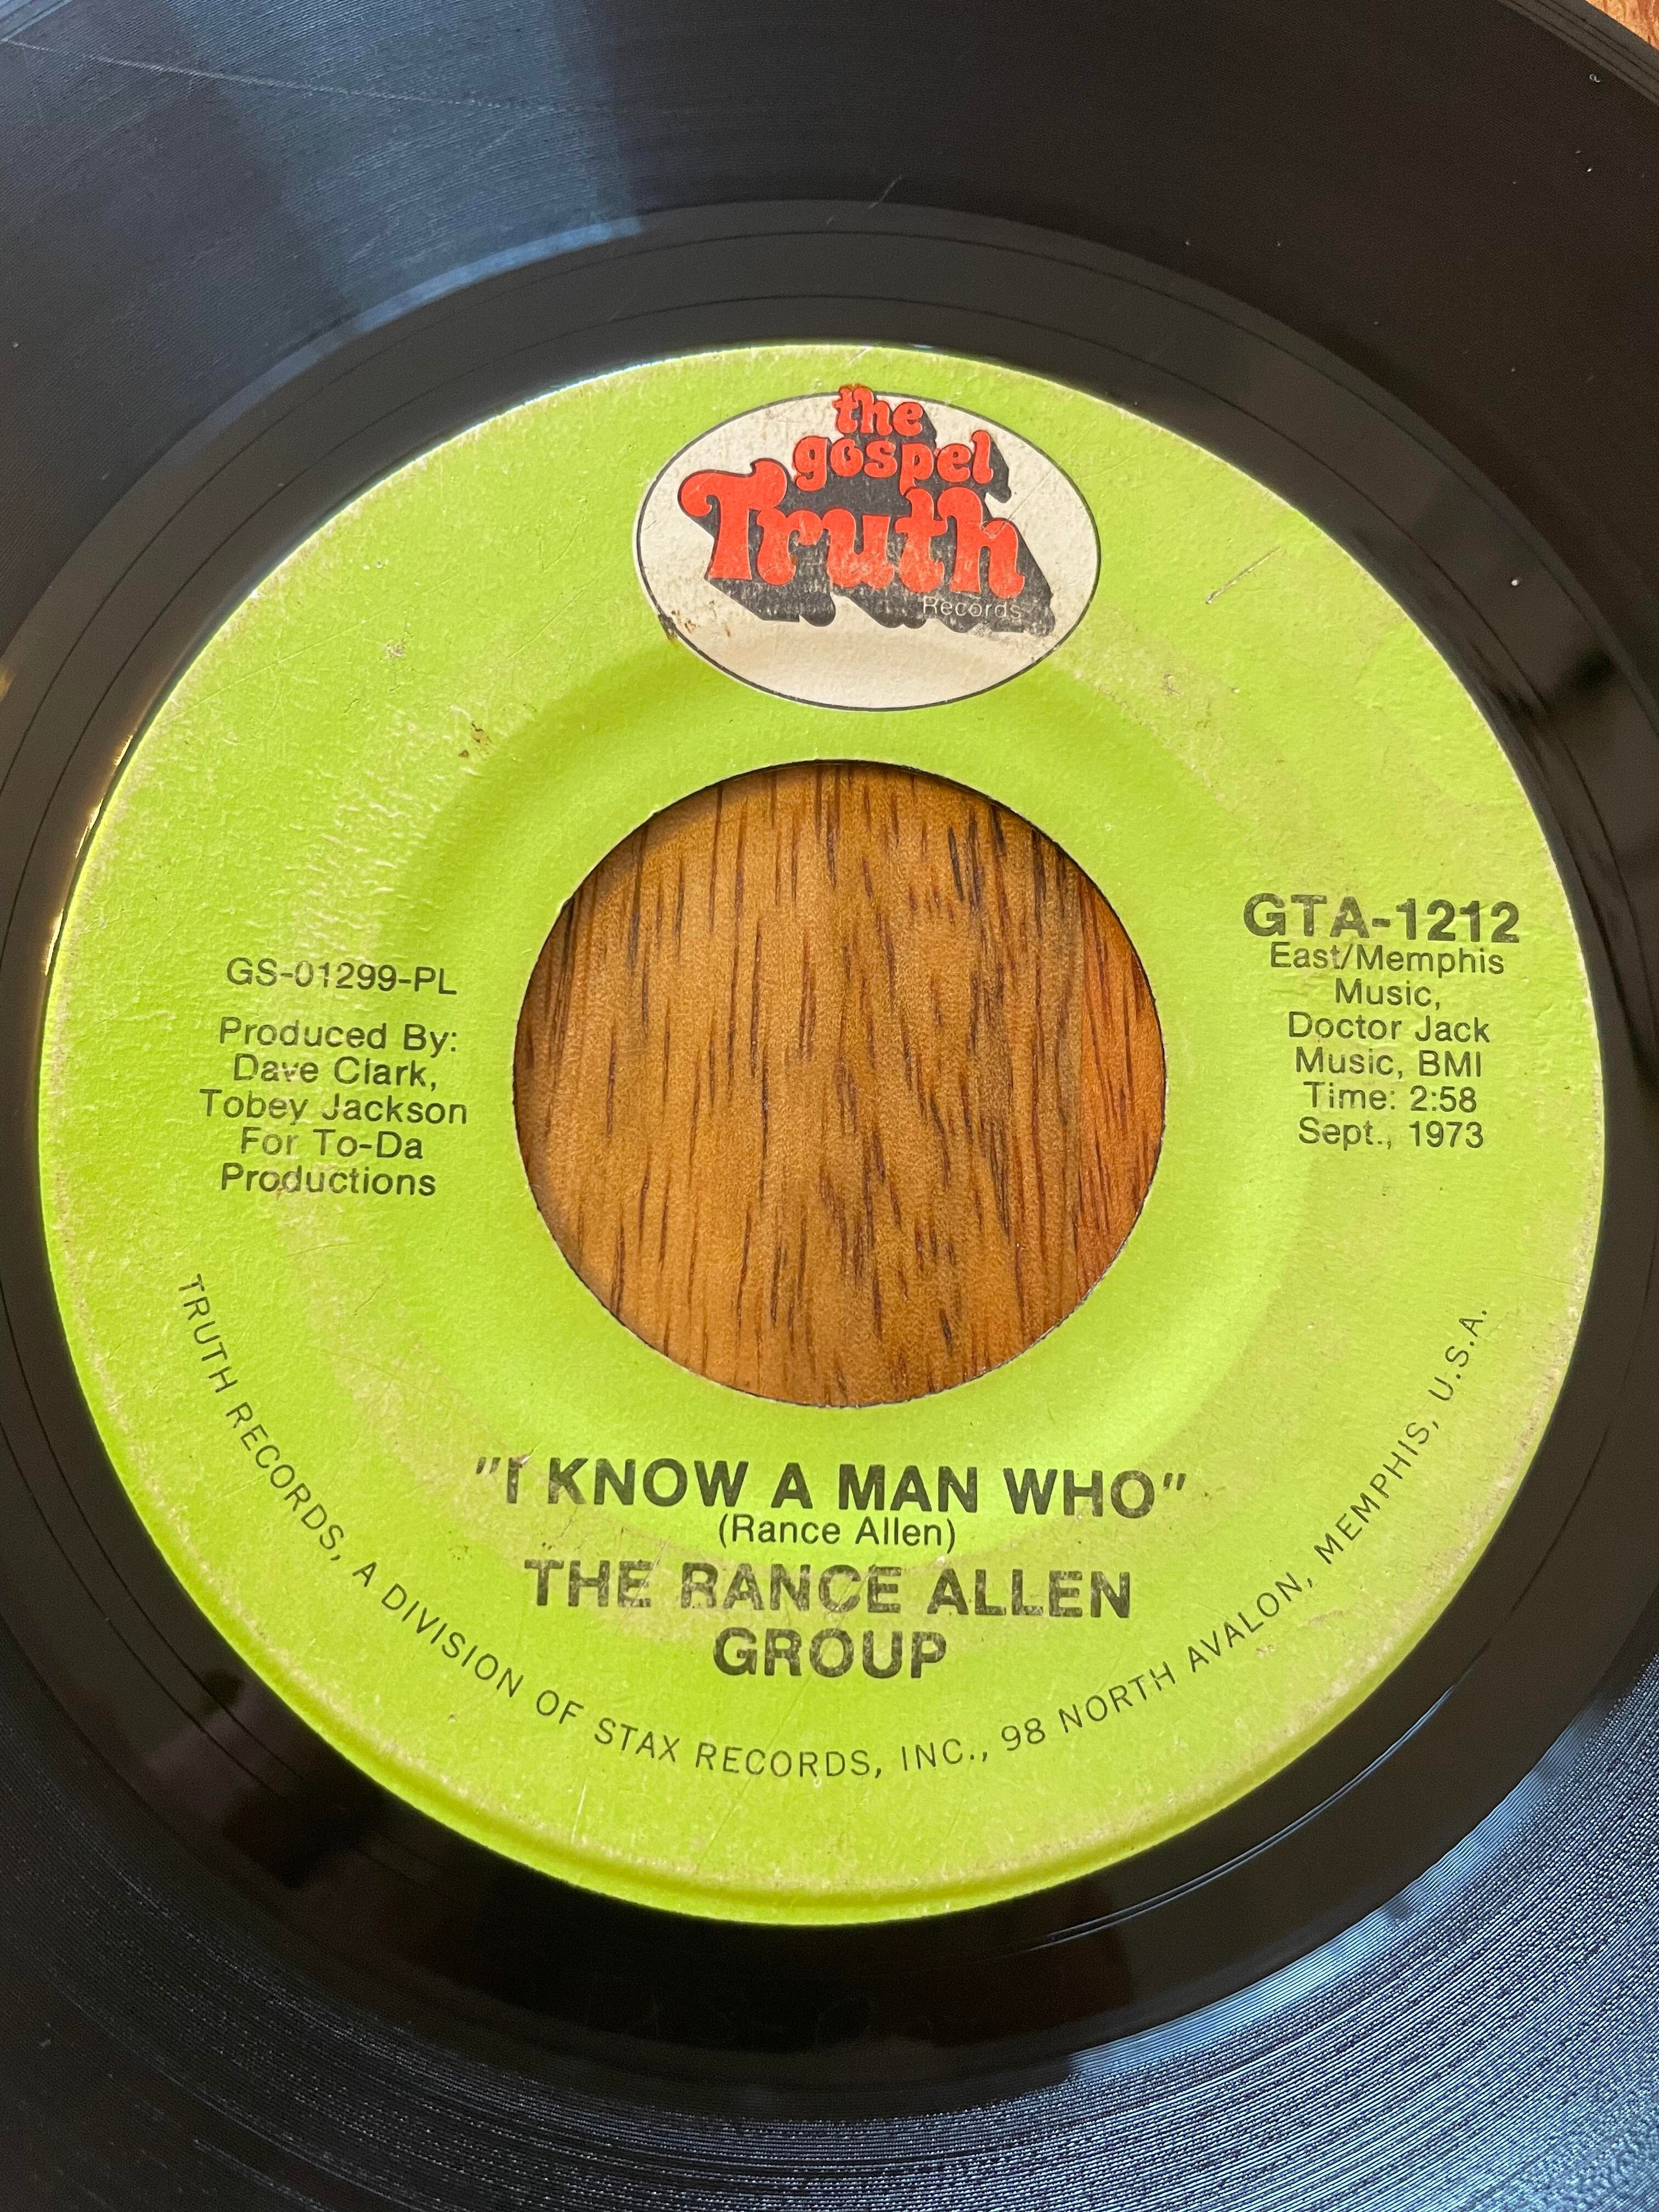 the
gospel
Truth
Records
GTA-1212
East/Memphis
Music,
Doctor Jack
Music, BMI
Time: 2:58
Sept., 1973
GS-01299-PL
Produced By:
Dave Clark,
Tobey Jackson
For To-Da
Productions
"I KNOW A MAN WHO"
(Rance Allen)
THE RANCE ALLEN
GROUP
TRUTH RECORDS, A DIVISION OF STAX RECORDS, INC., 98 NORTH AVALON, MEMPHIS, U.S.A.